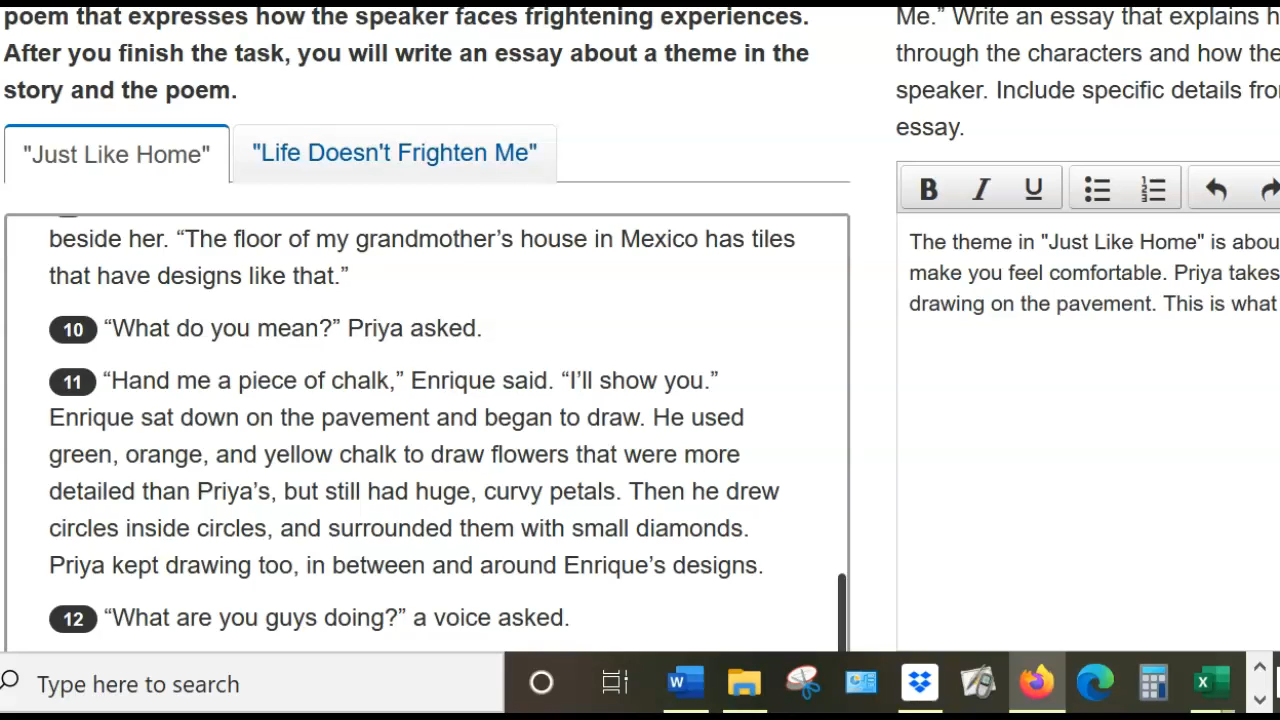 poem that expresses how the speaker faces frightening experiences.
After you finish the task, you will write an essay about a theme in the
story and the poem.
"Just Like Home"
"Life Doesn't Frighten Me"
beside her. “The floor of my grandmother’s house in Mexico has tiles
that have designs like that.”
10 “What do you mean?” Priya asked.
11 “Hand me a piece of chalk,” Enrique said. “I’ll show you.”
Enrique sat down on the pavement and began to draw. He used
green, orange, and yellow chalk to draw flowers that were more
detailed than Priya’s, but still had huge, curvy petals. Then he drew
circles inside circles, and surrounded them with small diamonds.
Priya kept drawing too, in between and around Enrique’s designs.
12 “What are you guys doing?” a voice asked.
Me.” Write an essay that explains h
through the characters and how the
speaker. Include specific details fro
essay.
B I U
The theme in "Just Like Home" is abou
make you feel comfortable. Priya takes
drawing on the pavement. This is what
Type here to search
W
X